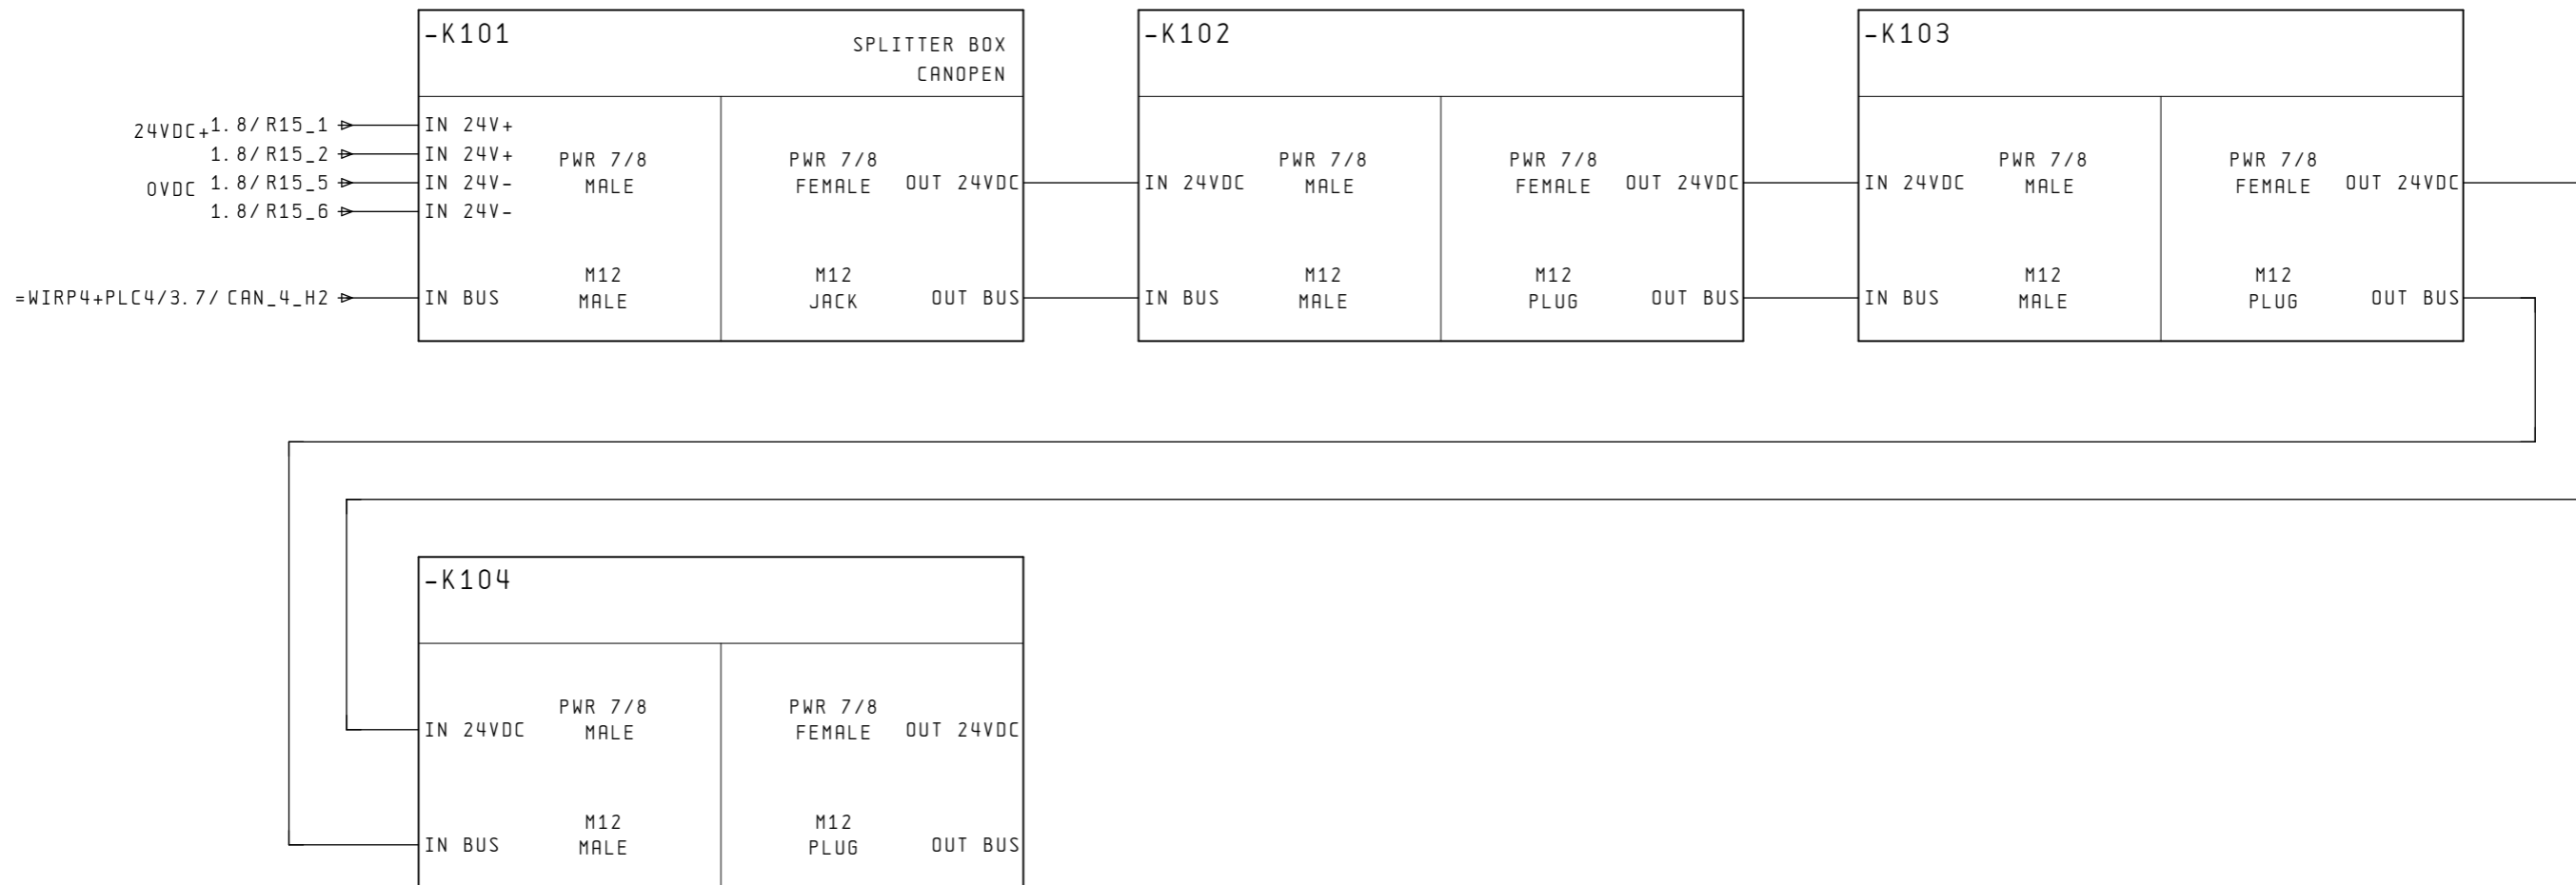 -K101
SPLITTER BOX
CANOPEN
24VDC+ 1.8/R15_1
1.8/R15_2
0VDC 1.8/R15_5
1.8/R15_6
=WIRP4+PLC4/3.7/CAN_4_H2
IN 24V+
IN 24V+
IN 24V-
IN 24V-
IN BUS
PWR 7/8
MALE
M12
MALE
PWR 7/8
FEMALE
OUT 24VDC
M12
JACK
OUT BUS
-K102
IN 24VDC
PWR 7/8
MALE
IN BUS
M12
MALE
PWR 7/8
FEMALE
OUT 24VDC
M12
PLUG
OUT BUS
-K103
IN 24VDC
PWR 7/8
MALE
IN BUS
M12
MALE
PWR 7/8
FEMALE
OUT 24VDC
M12
PLUG
OUT BUS
-K104
IN 24VDC
PWR 7/8
MALE
IN BUS
M12
MALE
PWR 7/8
FEMALE
OUT 24VDC
M12
PLUG
OUT BUS